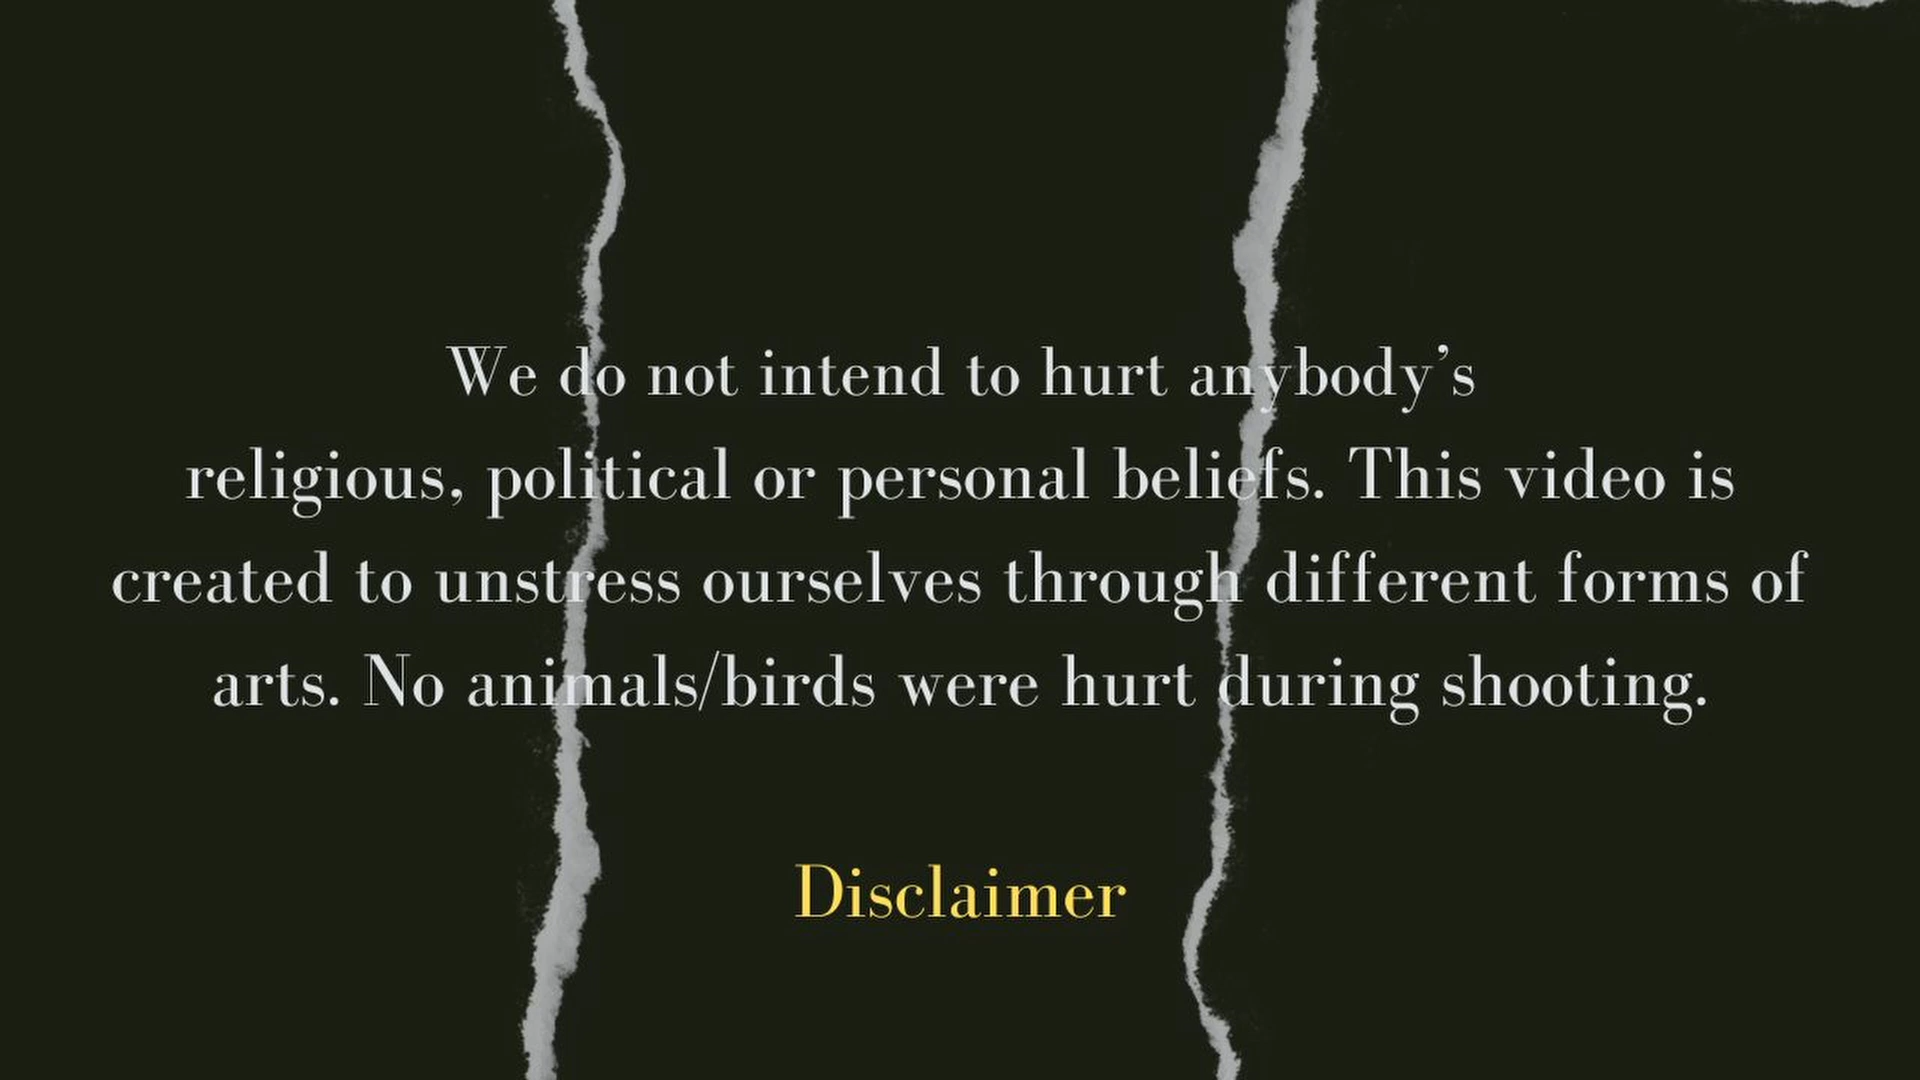 We do not intend to hurt anybody’s
religious, political or personal beliefs. This video is
created to unstress ourselves through different forms of
arts. No animals/birds were hurt during shooting.
Disclaimer